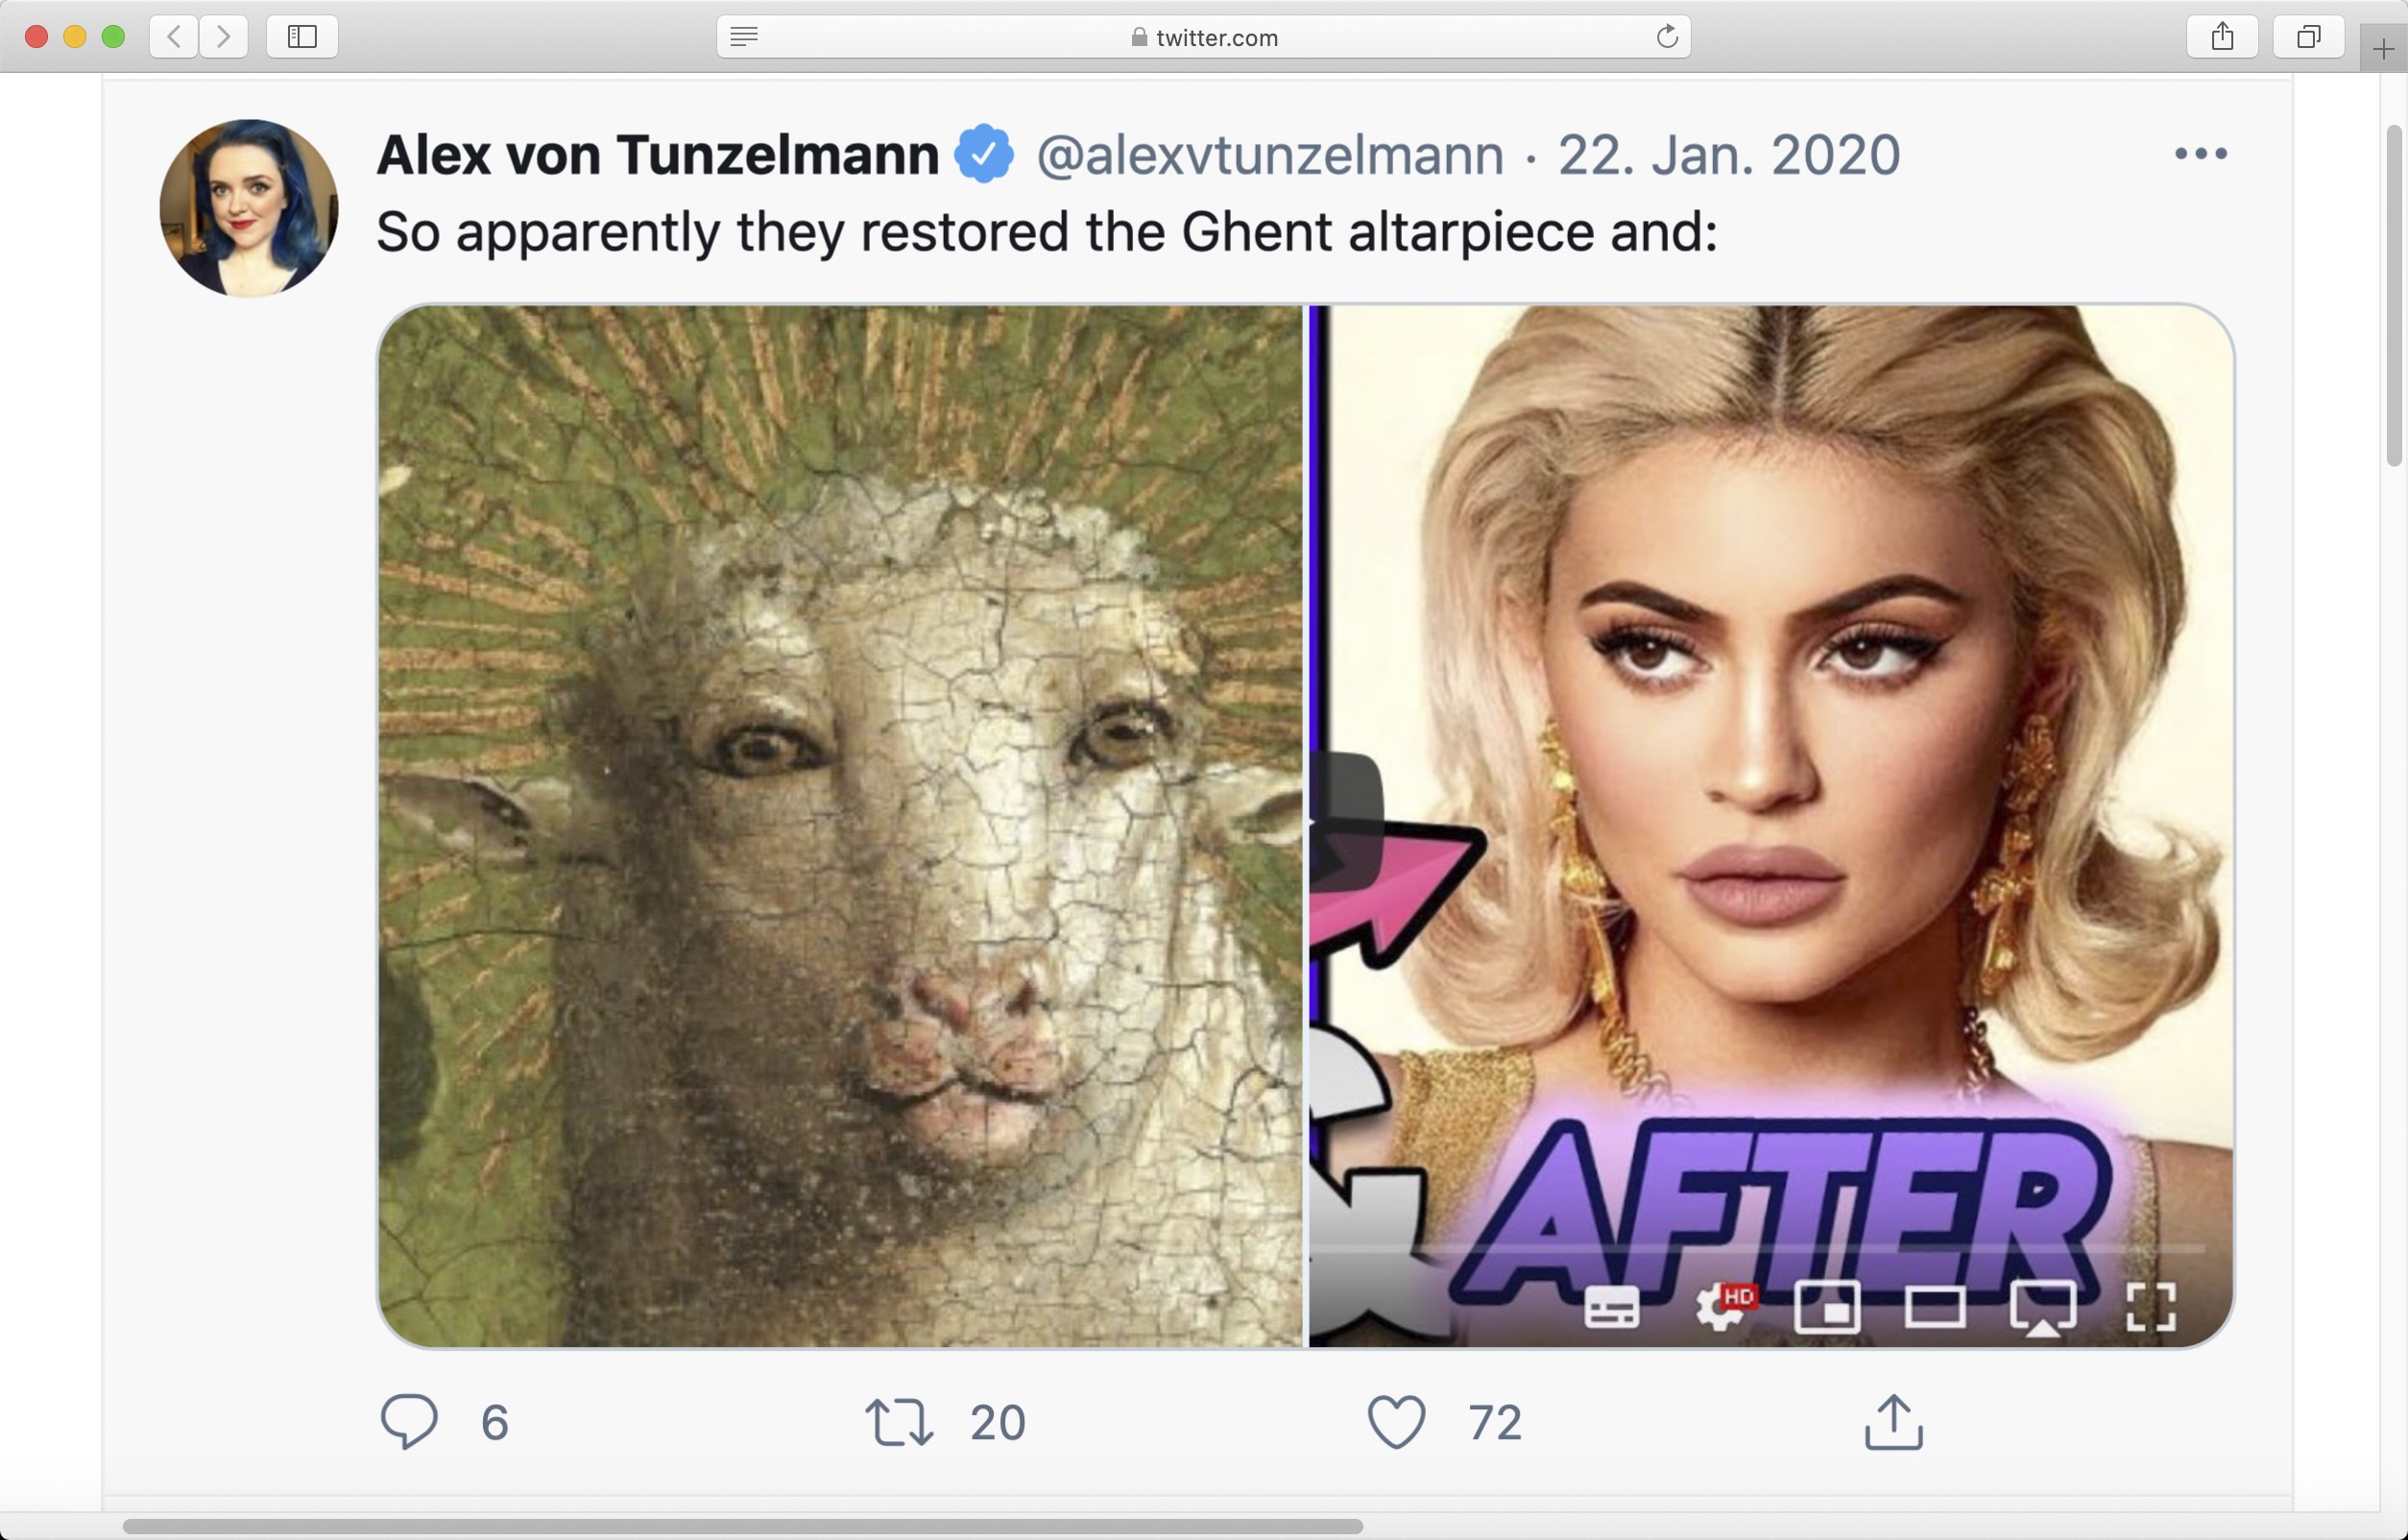 twitter.com
Alex von Tunzelmann @alexvtunzelmann · 22. Jan. 2020
So apparently they restored the Ghent altarpiece and:
AFTER
HD
6 20 72